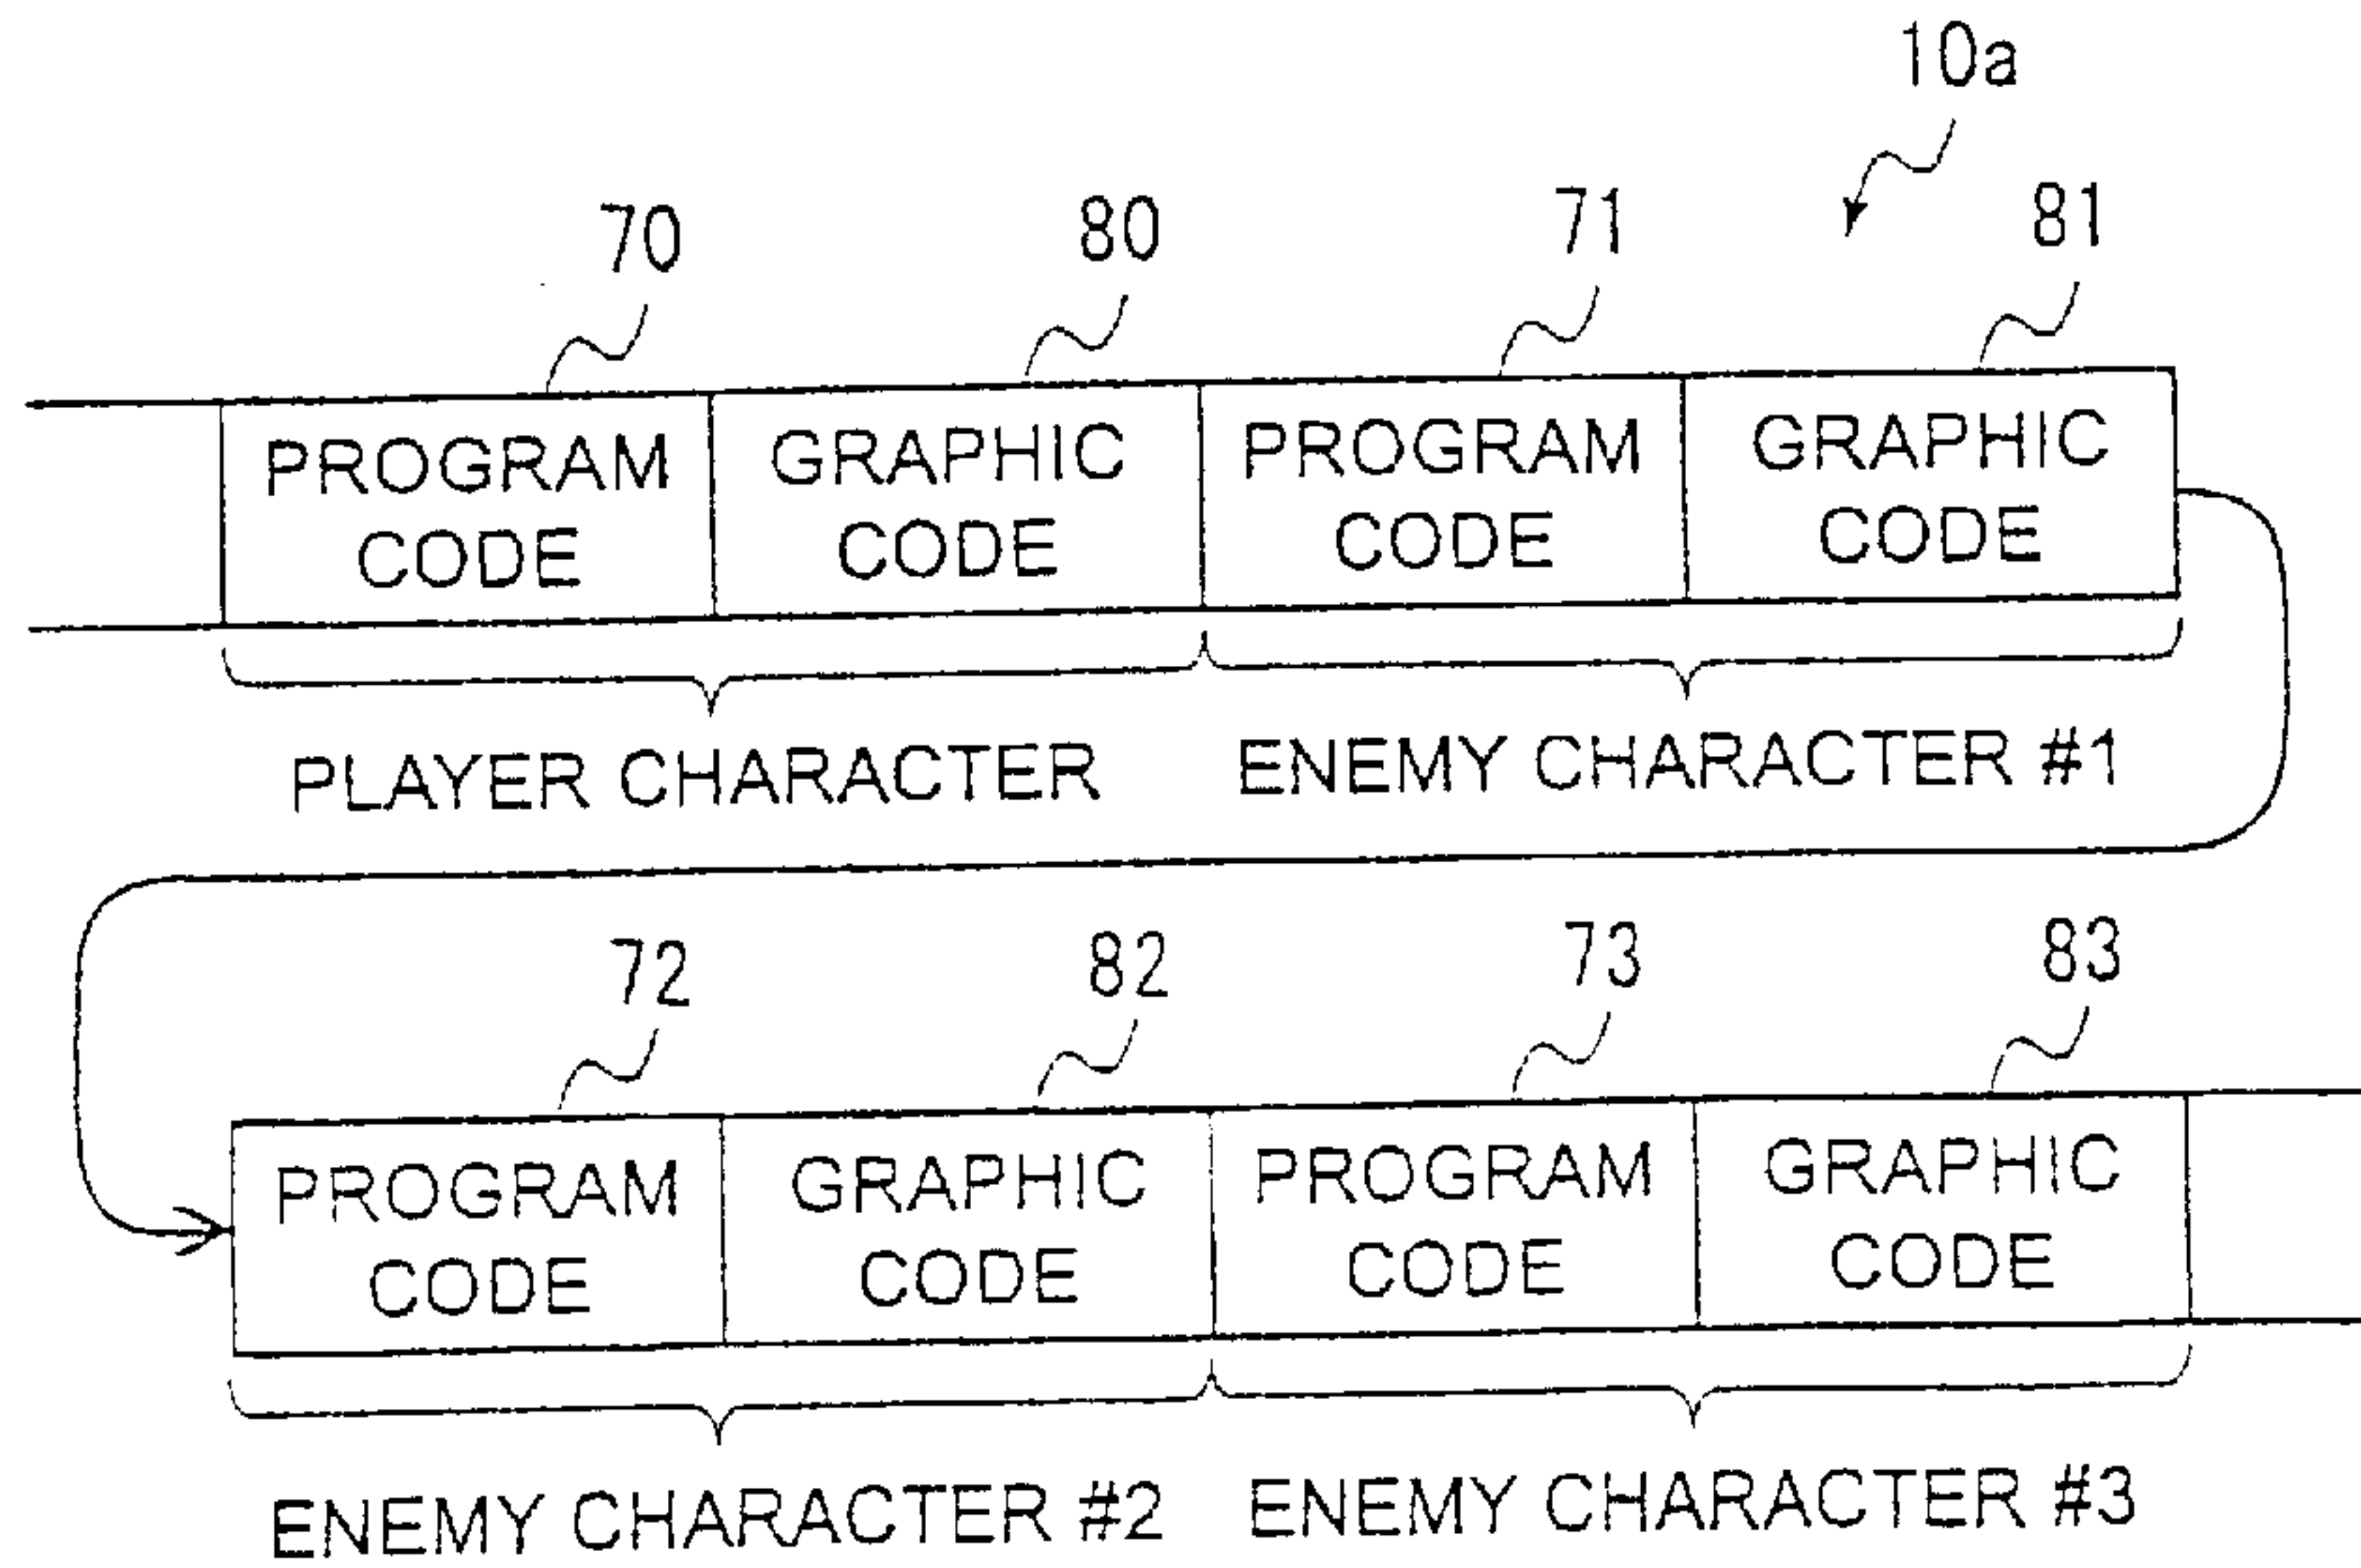 10a
70 80 71 81
PROGRAM CODE GRAPHIC CODE PROGRAM CODE GRAPHIC CODE
PLAYER CHARACTER ENEMY CHARACTER #1
72 82 73 83
PROGRAM CODE GRAPHIC CODE PROGRAM CODE GRAPHIC CODE
ENEMY CHARACTER #2 ENEMY CHARACTER #3